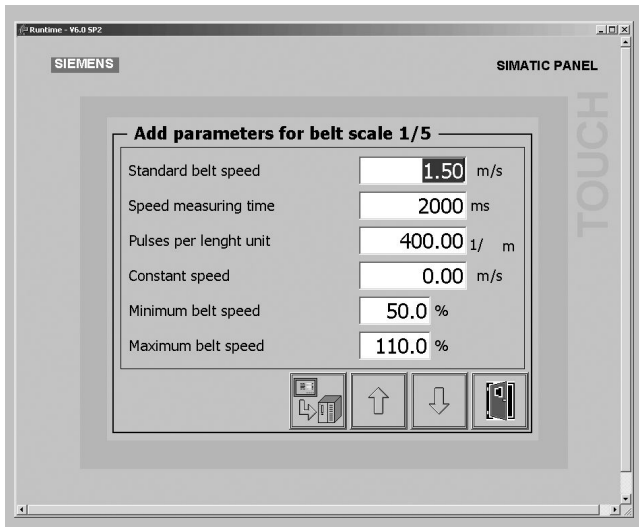 Runtime - V6.0 SP2
SIEMENS
SIMATIC PANEL
TOUCH
Add parameters for belt scale 1/5
Standard belt speed 1.50 m/s
Speed measuring time 2000 ms
Pulses per lenght unit 400.00 1/ m
Constant speed 0.00 m/s
Minimum belt speed 50.0 %
Maximum belt speed 110.0 %